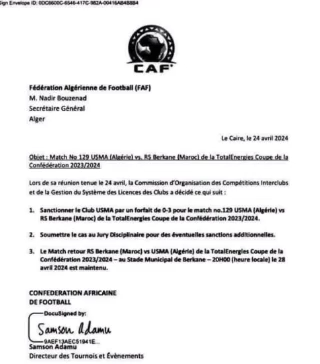 Sign Envelope ID: 0DC6600C-6546-417C-982A-00416AB4B8B4
CAF
Fédération Algérienne de Football (FAF)
M. Nadir Bouzenad
Secrétaire Général
Alger
Le Caire, le 24 avril 2024
Objet : Match No 129 USMA (Algérie) vs RS Berkane (Maroc) de la TotalEnergies Coupe de la
Confédération 2023/2024
Lors de sa réunion tenue le 24 avril, la Commission d'Organisation des Compétitions Interclubs
et de la Gestion du Système des Licences des Clubs a décidé ce qui suit :
1. Sanctionner le Club USMA par un forfait de 0-3 pour le match no.129 USMA (Algérie) vs
RS Berkane (Maroc) de la TotalEnergies Coupe de la Confédération 2023/2024.
2. Soumettre le cas au Jury Disciplinaire pour des éventuelles sanctions additionnelles.
3. Le Match retour RS Berkane (Maroc) vs USMA (Algérie) de la TotalEnergies Coupe de la
Confédération 2023/2024 – au Stade Municipal de Berkane – 20H00 (heure locale) le 28
avril 2024 est maintenu.
CONFEDERATION AFRICAINE
DE FOOTBALL
DocuSigned by:
Samson Adamu
9AEF13AEC51941E...
Samson Adamu
Directeur des Tournois et Évènements